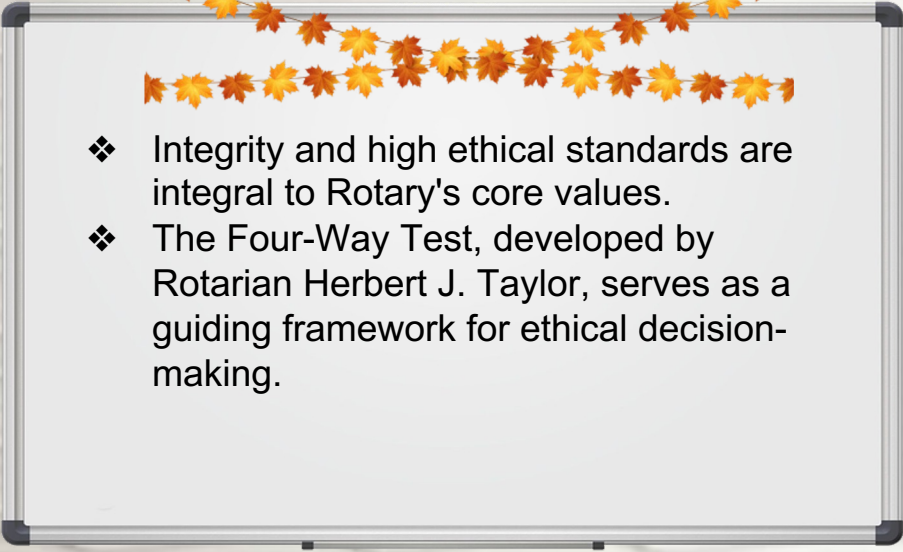 ❖ Integrity and high ethical standards are
integral to Rotary's core values.
❖ The Four-Way Test, developed by
Rotarian Herbert J. Taylor, serves as a
guiding framework for ethical decision-
making.